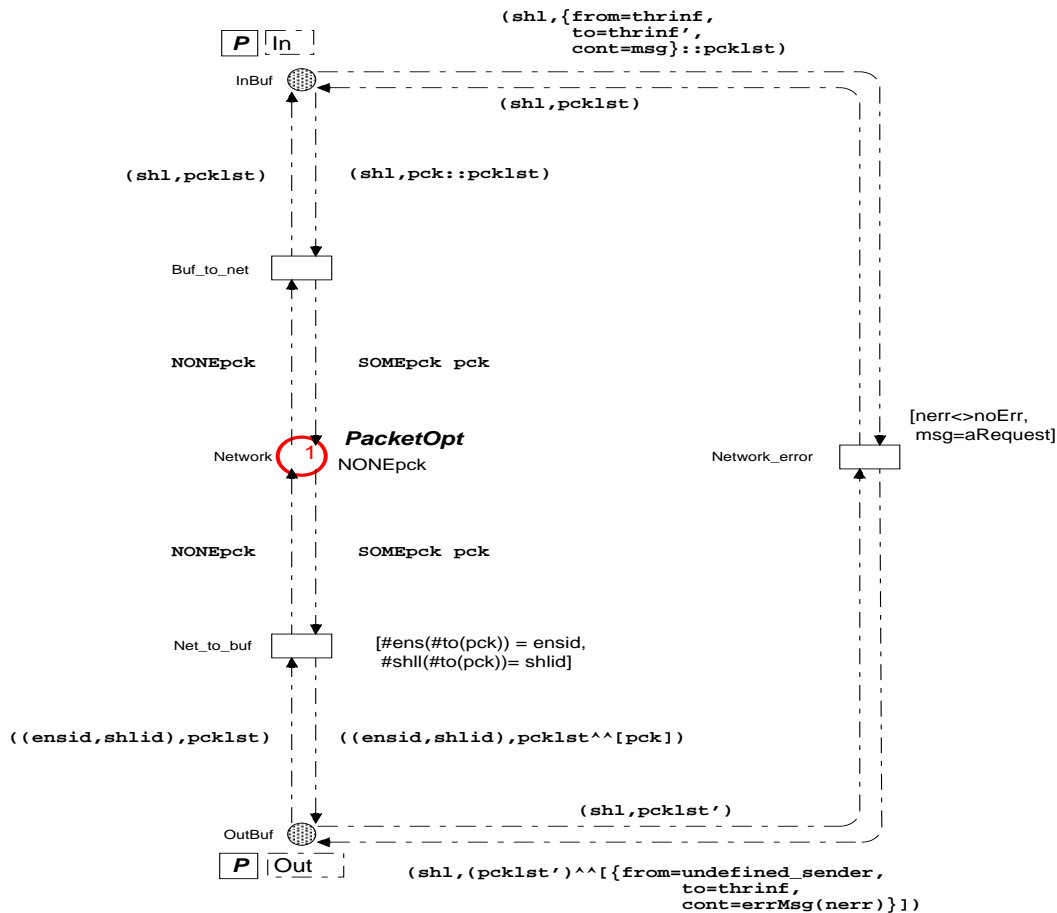 (shl,{from=thrinf,
to=thrinf',
cont=msg}::pcklst)
P In
InBuf
(shl,pcklst)
(shl,pcklst)
(shl,pck::pcklst)
Buf_to_net
NONEpck
SOMEpck pck
[nerr<>noErr,
msg=aRequest]
PacketOpt
Network
1
NONEpck
Network_error
NONEpck
SOMEpck pck
Net_to_buf
[#ens(#to(pck)) = ensid,
#shll(#to(pck))= shlid]
((ensid,shlid),pcklst)
((ensid,shlid),pcklst^^[pck])
(shl,pcklst')
OutBuf
P Out
(shl,(pcklst')^^[{from=undefined_sender,
to=thrinf,
cont=errMsg(nerr)}])